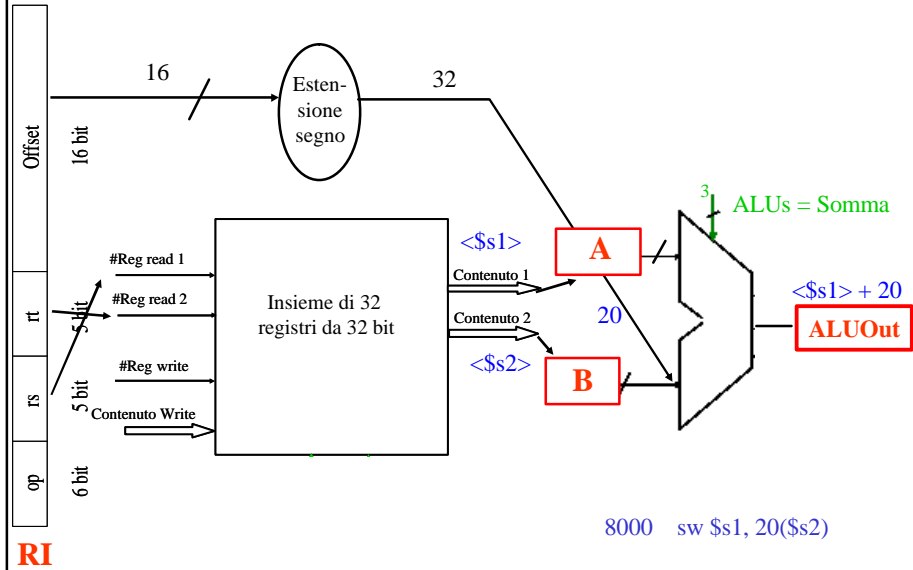 16
Esten-
sione
segno
32
Offset
16 bit
3
ALUs = Somma
<$s1>
A
#Reg read 1
Contenuto 1
#Reg read 2
Insieme di 32
registri da 32 bit
rt
5 bit
Contenuto 2
20
<$s1> + 20
ALUOut
<$s2>
B
#Reg write
rs
5 bit
Contenuto Write
op
6 bit
8000 sw $s1, 20($s2)
RI